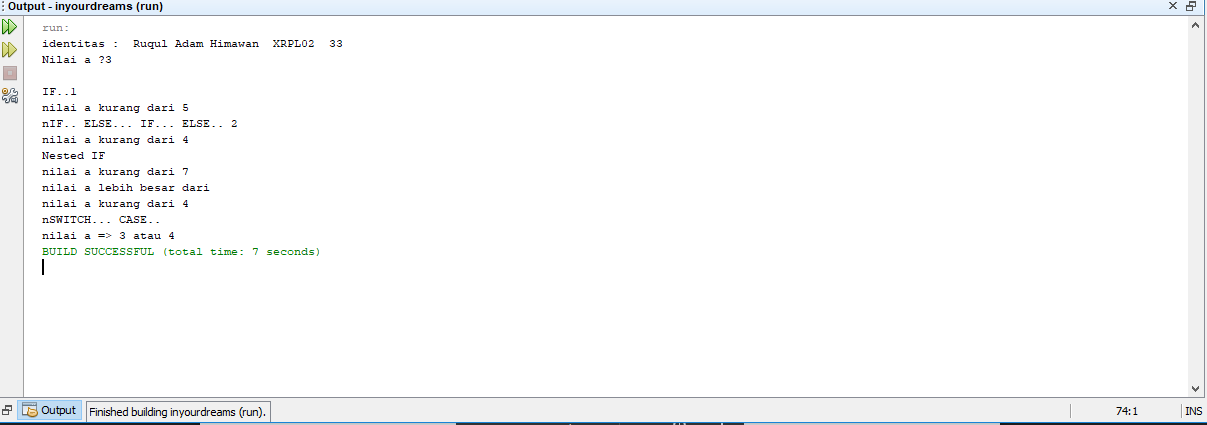 Output - inyourdreams (run)
run:
identitas :  Ruqul Adam Himawan  XRPL02  33
Nilai a ?3
IF..1
nilai a kurang dari 5
nIF.. ELSE... IF... ELSE.. 2
nilai a kurang dari 4
Nested IF
nilai a kurang dari 7
nilai a lebih besar dari
nilai a kurang dari 4
nSWITCH... CASE..
nilai a => 3 atau 4
BUILD SUCCESSFUL (total time: 7 seconds)
Output
Finished building inyourdreams (run).
74:1
INS